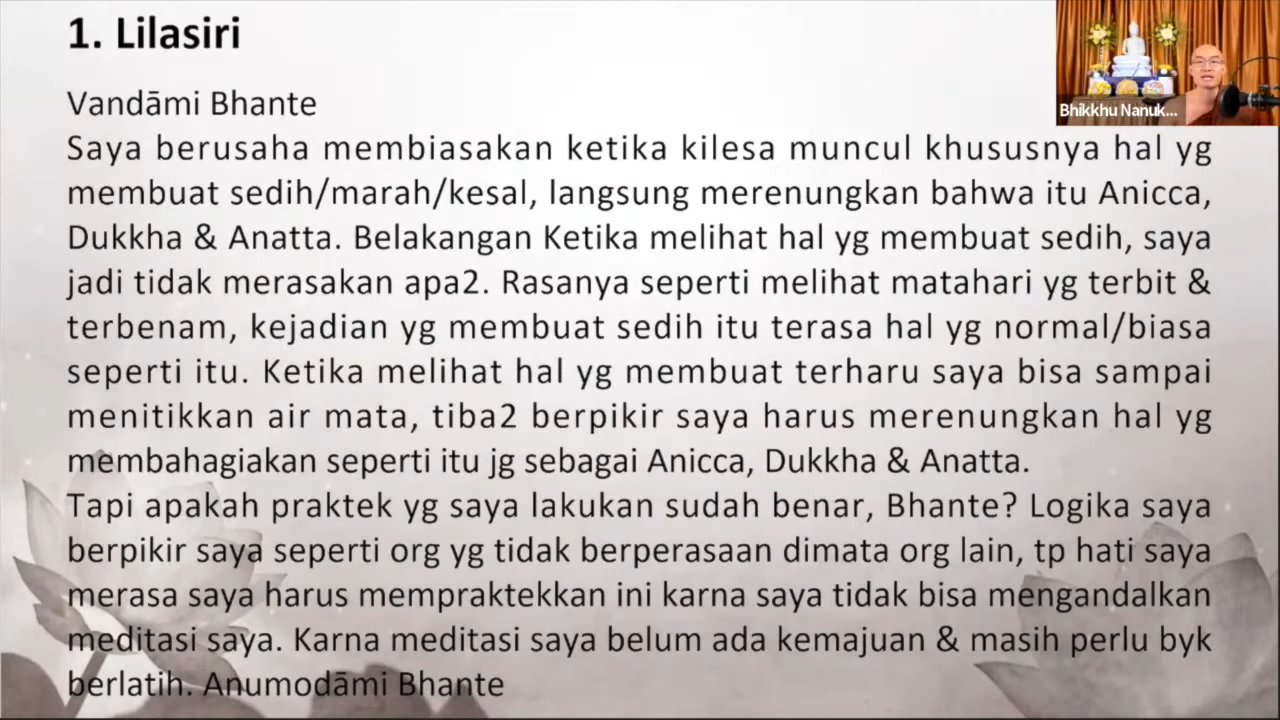 1. Lilasiri
Bhikkhu Nanuk...
Vandāmi Bhante
Saya berusaha membiasakan ketika kilesa muncul khususnya hal yg
membuat sedih/marah/kesal, langsung merenungkan bahwa itu Anicca,
Dukkha & Anatta. Belakangan Ketika melihat hal yg membuat sedih, saya
jadi tidak merasakan apa2. Rasanya seperti melihat matahari yg terbit &
terbenam, kejadian yg membuat sedih itu terasa hal yg normal/biasa
seperti itu. Ketika melihat hal yg membuat terharu saya bisa sampai
menitikkan air mata, tiba2 berpikir saya harus merenungkan hal yg
membahagiakan seperti itu jg sebagai Anicca, Dukkha & Anatta.
Tapi apakah praktek yg saya lakukan sudah benar, Bhante? Logika saya
berpikir saya seperti org yg tidak berperasaan dimata org lain, tp hati saya
merasa saya harus mempraktekkan ini karna saya tidak bisa mengandalkan
meditasi saya. Karna meditasi saya belum ada kemajuan & masih perlu byk
berlatih. Anumodāmi Bhante